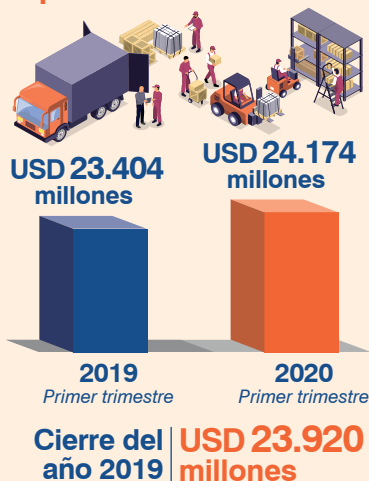 USD 23.404
millones
USD 24.174
millones
2019
Primer trimestre
2020
Primer trimestre
Cierre del
año 2019
USD 23.920
millones